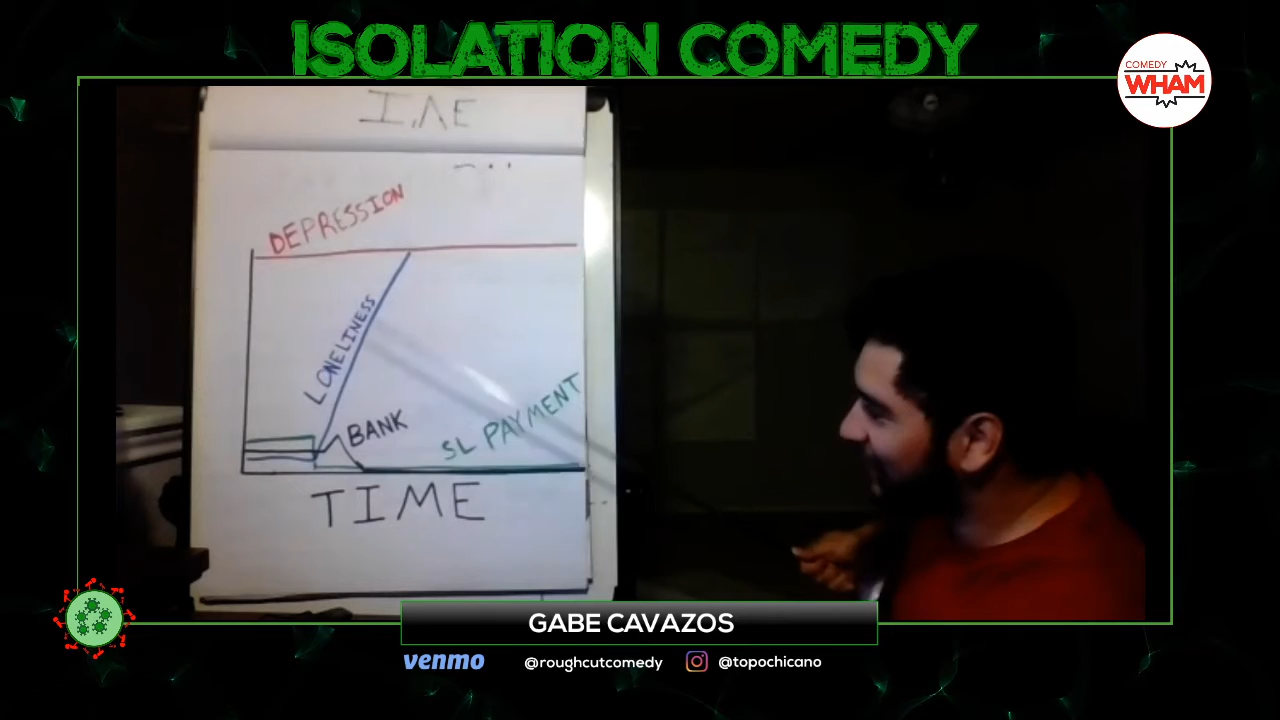 ISOLATION COMEDY
COMEDY
WHAM
DEPRESSION
LONELINESS
BANK
SL PAYMENT
TIME
GABE CAVAZOS
venmo @roughcutcomedy @topochicano